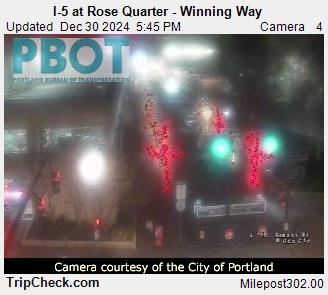 I-5 at Rose Quarter - Winning Way
Updated Dec 30 2024 5:45 PM Camera 4
PBOT
PORTLAND BUREAU OF TRANSPORTATION
Camera courtesy of the City of Portland
TripCheck.com Milepost302.00